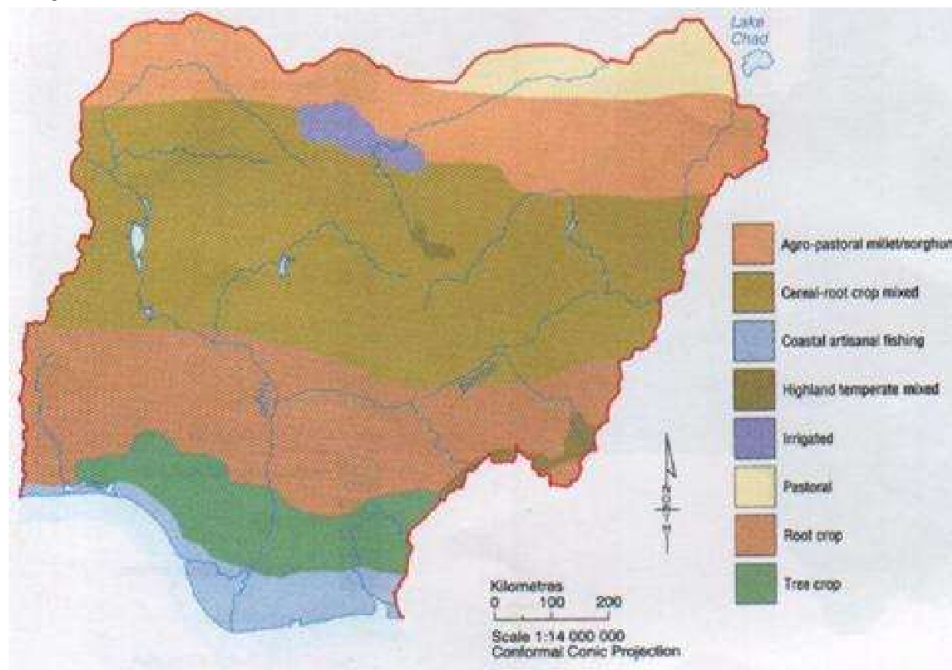 Lake
Chad
Agro-pastoral millet/sorghum
Cereal-root crop mixed
Coastal artisanal fishing
Highland temperate mixed
Irrigated
Pastoral
Root crop
Tree crop
NORTH
Kilometres
0 100 200
Scale 1:14 000 000
Conformal Conic Projection